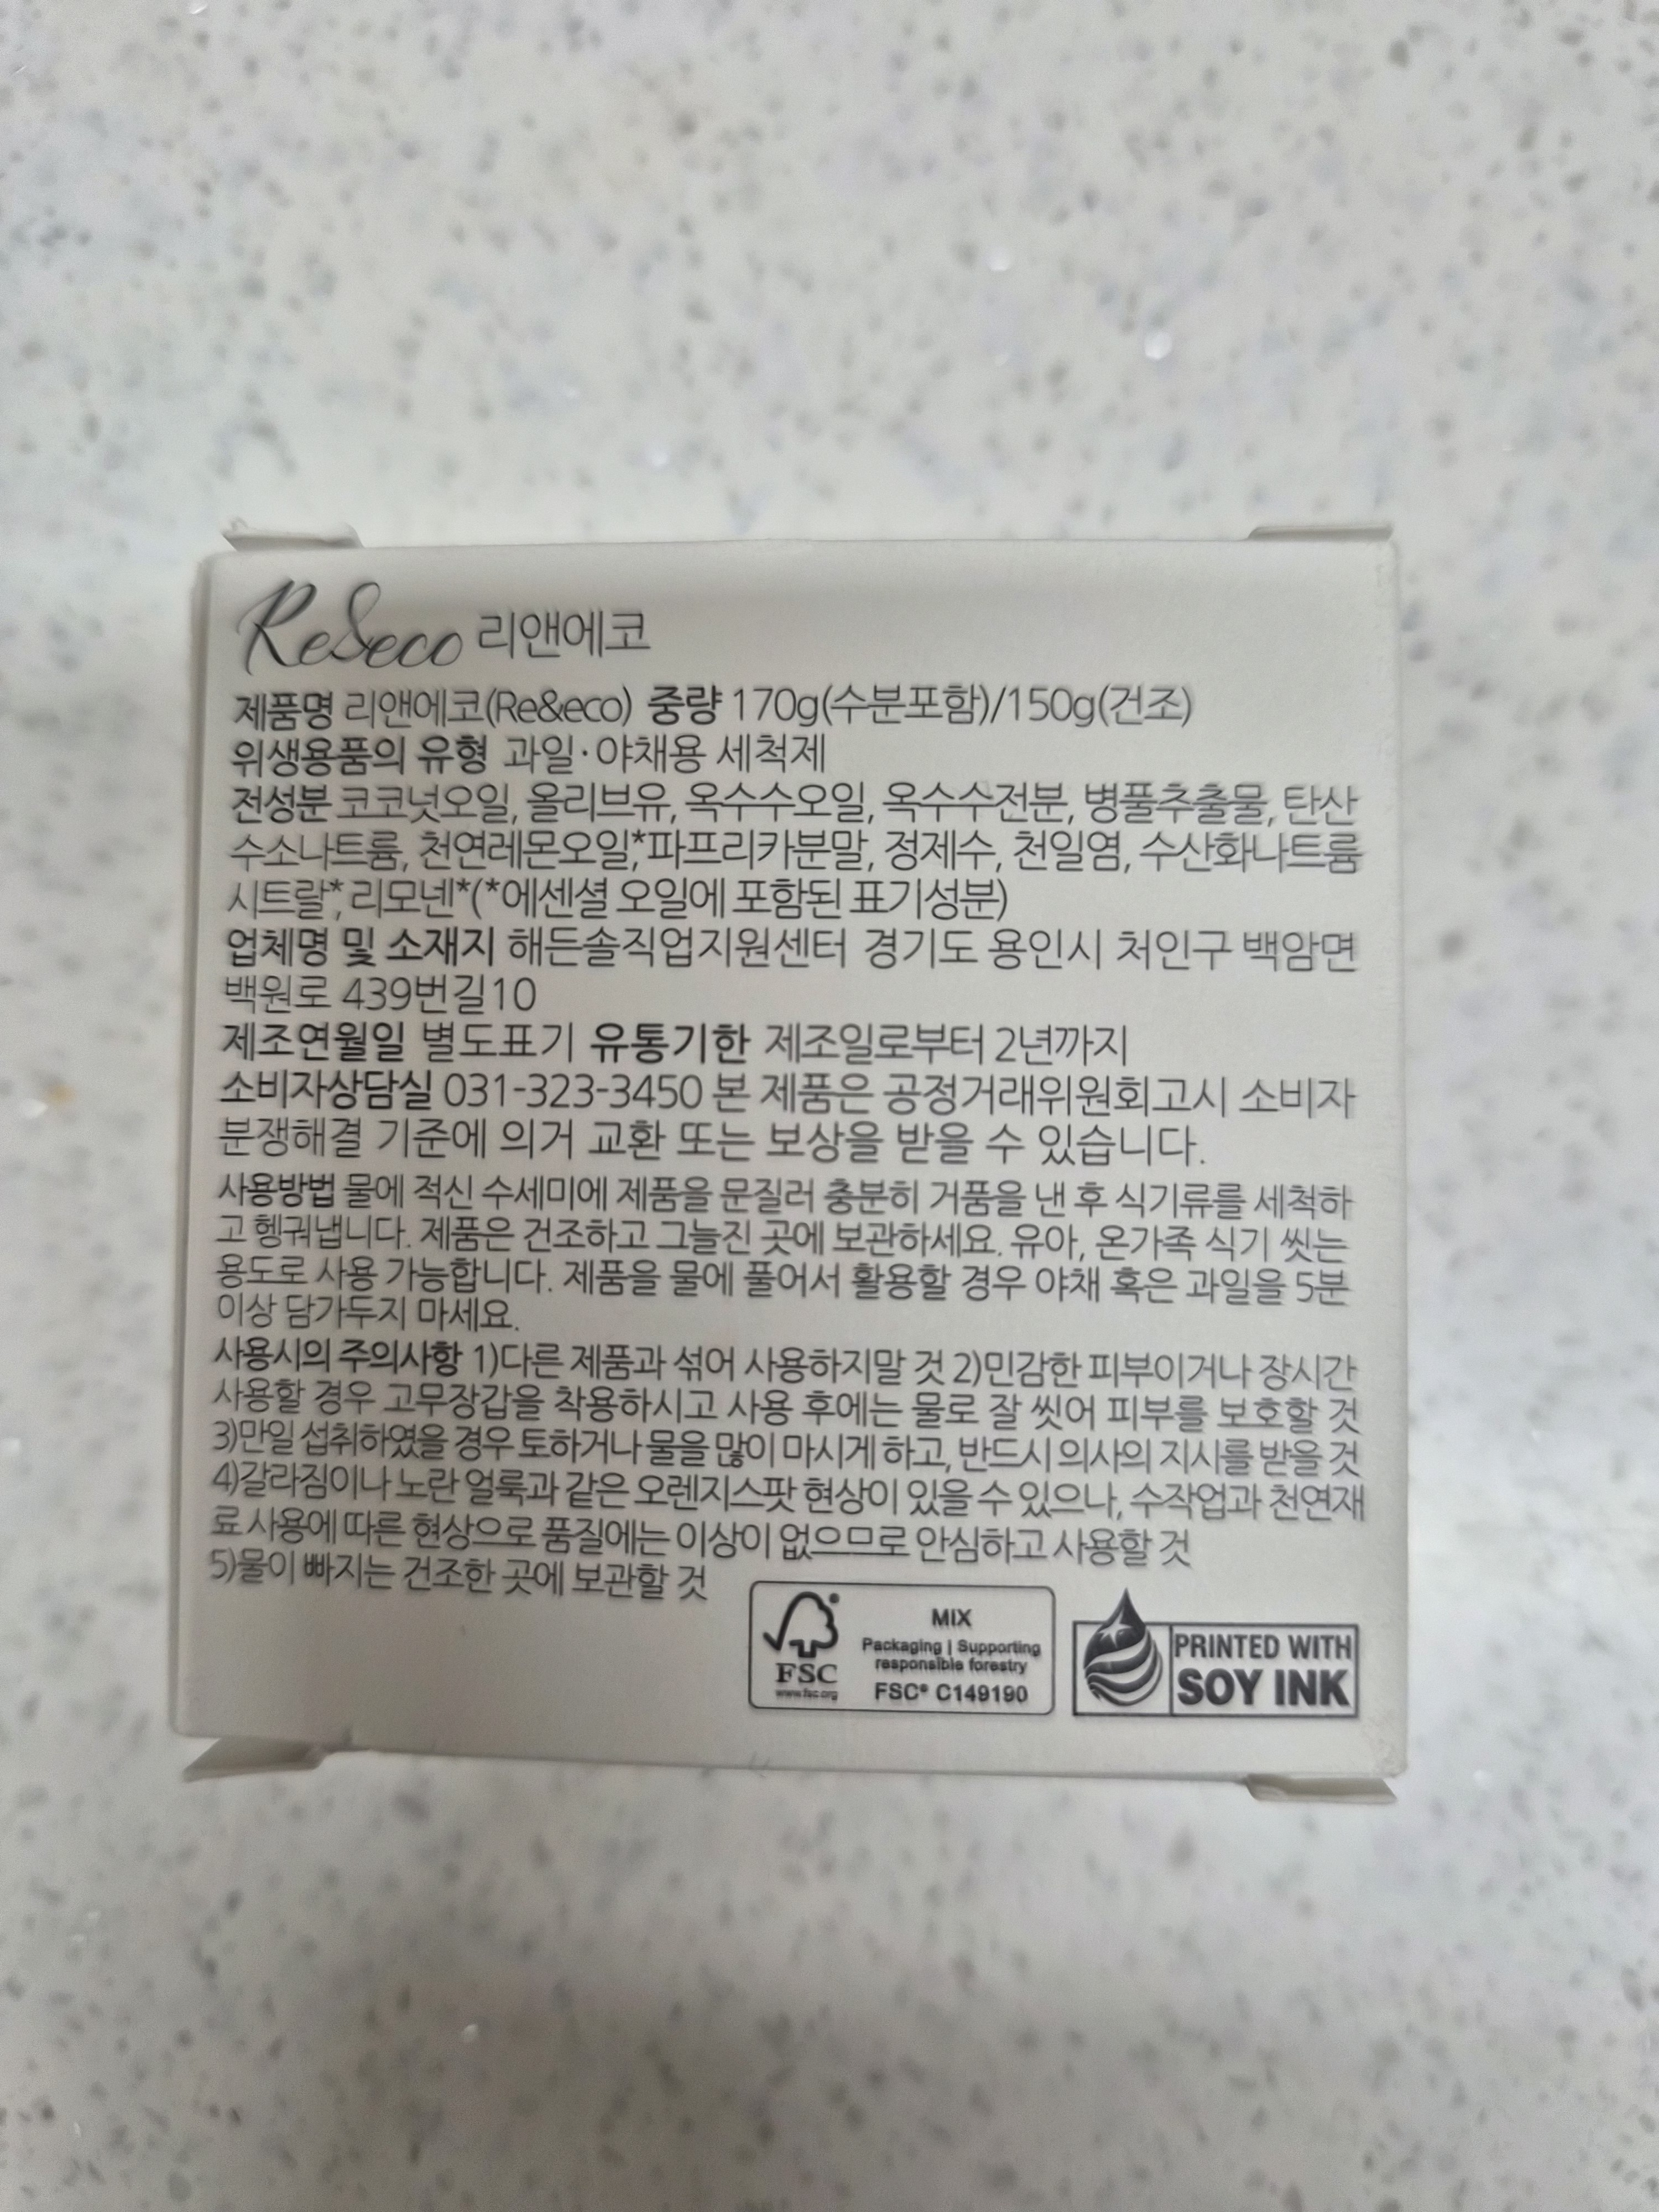 Re&eco 리앤에코
제품명 리앤에코(Re&eco) 중량 170g(수분포함)/150g(건조)
위생용품의 유형 과일·야채용 세척제
전성분 코코넛오일, 올리브유, 옥수수오일, 옥수수전분, 병풀추출물, 탄산
수소나트륨, 천연레몬오일,*파프리카분말, 정제수, 천일염, 수산화나트륨
시트랄*, 리모넨*(*에센셜 오일에 포함된 표기성분)
업체명 및 소재지 해든솔직업지원센터 경기도 용인시 처인구 백암면
백원로 439번길10
제조연월일 별도표기 유통기한 제조일로부터 2년까지
소비자상담실 031-323-3450 본 제품은 공정거래위원회고시 소비자
분쟁해결 기준에 의거 교환 또는 보상을 받을 수 있습니다.
사용방법 물에 적신 수세미에 제품을 문질러 충분히 거품을 낸 후 식기류를 세척하
고 헹궈냅니다. 제품은 건조하고 그늘진 곳에 보관하세요. 유아, 온가족 식기 씻는
용도로 사용 가능합니다. 제품을 물에 풀어서 활용할 경우 야채 혹은 과일을 5분
이상 담가두지 마세요.
사용시의 주의사항 1)다른 제품과 섞어 사용하지말 것 2)민감한 피부이거나 장시간
사용할 경우 고무장갑을 착용하시고 사용 후에는 물로 잘 씻어 피부를 보호할 것
3)만일 섭취하였을 경우 토하거나 물을 많이 마시게 하고, 반드시 의사의 지시를 받을 것
4)갈라짐이나 노란 얼룩과 같은 오렌지스팟 현상이 있을 수 있으나, 수작업과 천연재
료 사용에 따른 현상으로 품질에는 이상이 없으므로 안심하고 사용할 것
5)물이 빠지는 건조한 곳에 보관할 것
FSC
www.fsc.org
MIX
Packaging | Supporting
responsible forestry
FSC® C149190
PRINTED WITH
SOY INK